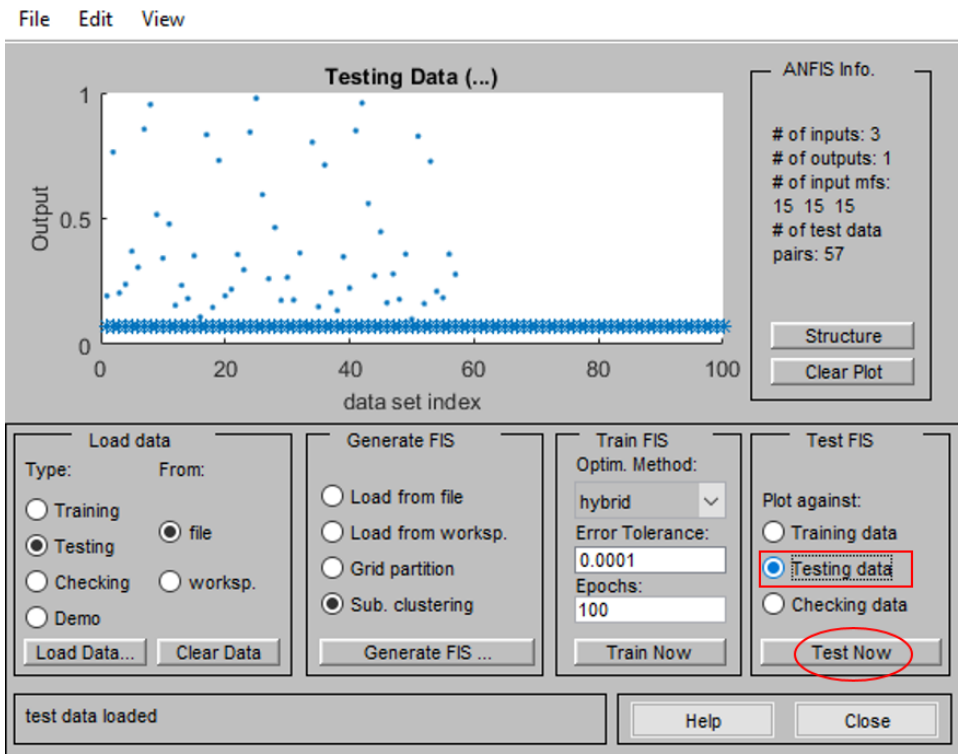 File Edit View
Testing Data (...)
1
0.5
0
Output
0 20 40 60 80 100
data set index
ANFIS Info.
# of inputs: 3
# of outputs: 1
# of input mfs:
15 15 15
# of test data
pairs: 57
Structure
Clear Plot
Load data
Type: From:
Training
Testing
Checking
Demo
file
worksp.
Load Data... Clear Data
Generate FIS
Load from file
Load from worksp.
Grid partition
Sub. clustering
Generate FIS ...
Train FIS
Optim. Method:
hybrid
Error Tolerance:
0.0001
Epochs:
100
Train Now
Test FIS
Plot against:
Training data
Testing data
Checking data
Test Now
test data loaded
Help Close